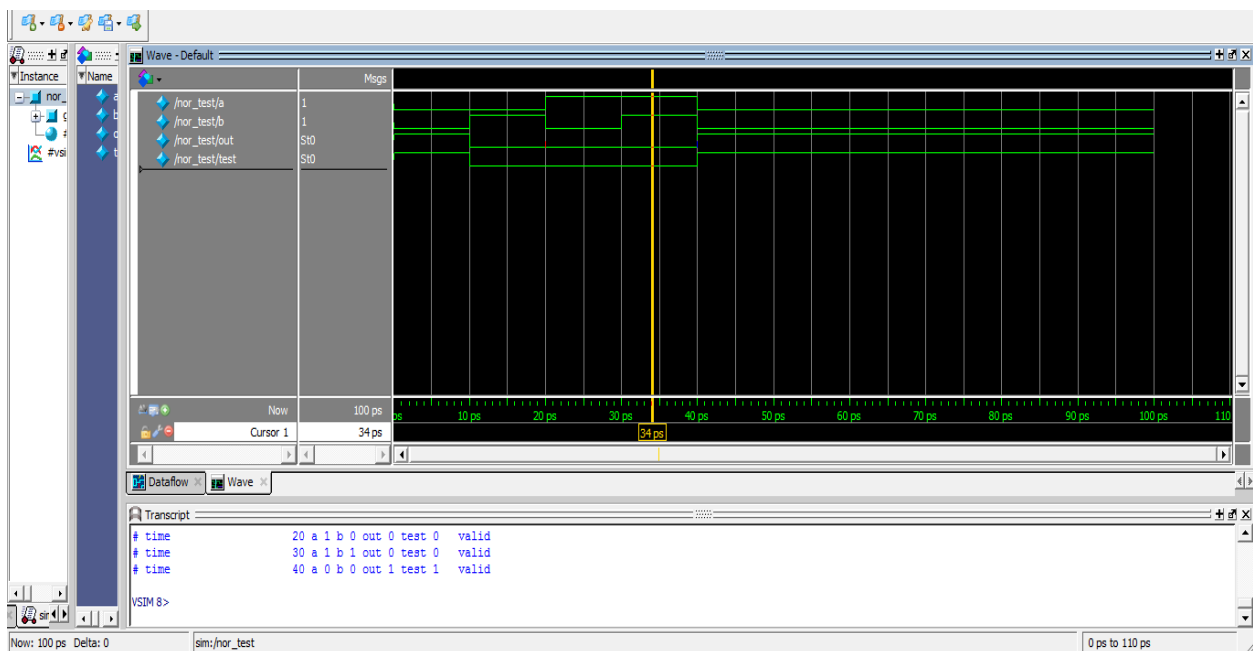 Wave - Default
Instance
Name
Msgs
nor_
/nor_test/a 1
/nor_test/b 1
/nor_test/out St0
/nor_test/test St0
#vsi
Now 100 ps
Cursor 1 34 ps
ps 10 ps 20 ps 30 ps 40 ps 50 ps 60 ps 70 ps 80 ps 90 ps 100 ps 110
34 ps
Dataflow Wave
Transcript
# time 20 a 1 b 0 out 0 test 0 valid
# time 30 a 1 b 1 out 0 test 0 valid
# time 40 a 0 b 0 out 1 test 1 valid
VSIM 8>
sir
Now: 100 ps Delta: 0 sim:/nor_test 0 ps to 110 ps